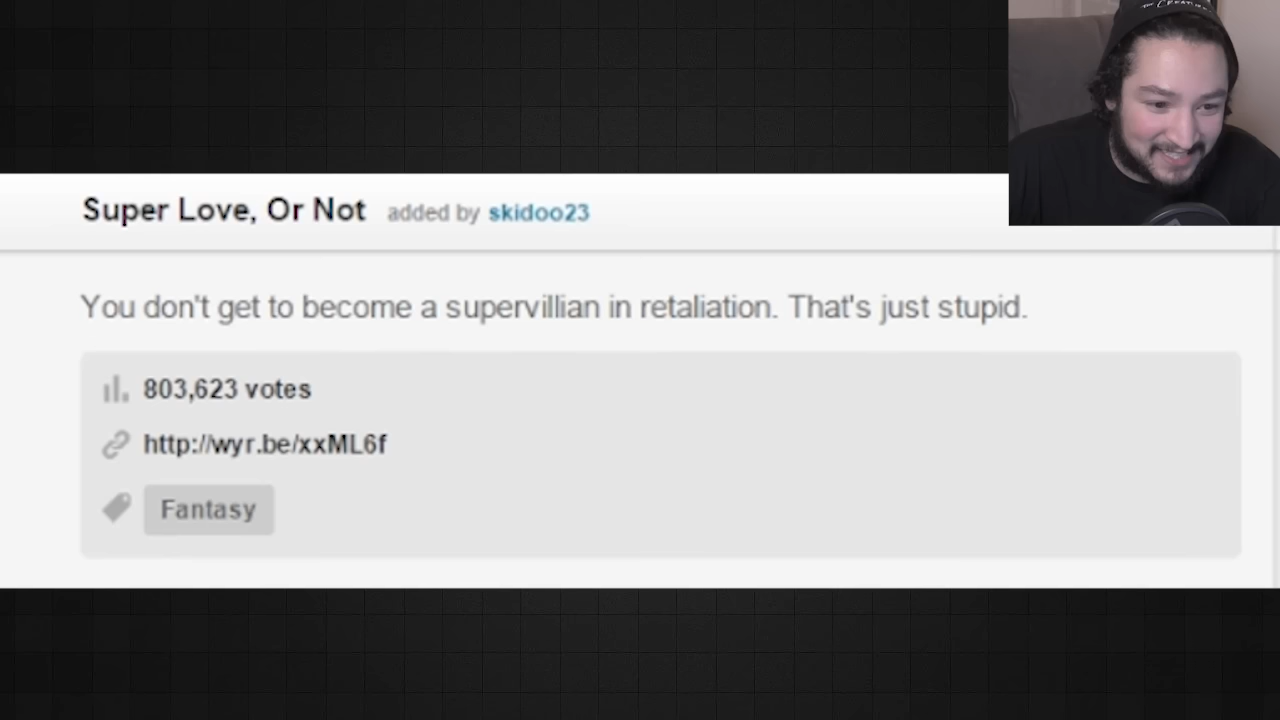 Super Love, Or Not added by skidoo23
You don't get to become a supervillian in retaliation. That's just stupid.
803,623 votes
http://wyr.be/xxML6f
Fantasy